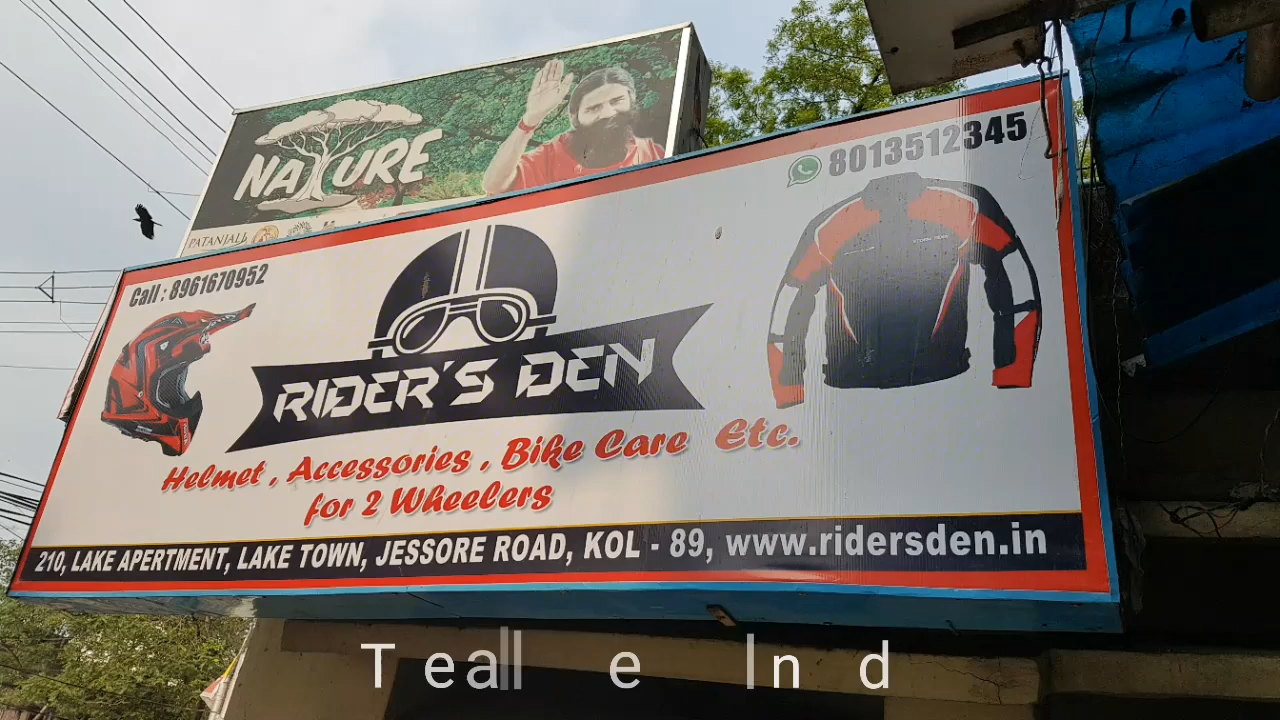 NATURE
PATANJALI
8013512345
Call : 8961670952
RIDER'S DEN
Helmet , Accessories , Bike Care Etc.
for 2 Wheelers
210, LAKE APERTMENT, LAKE TOWN, JESSORE ROAD, KOL - 89, www.ridersden.in